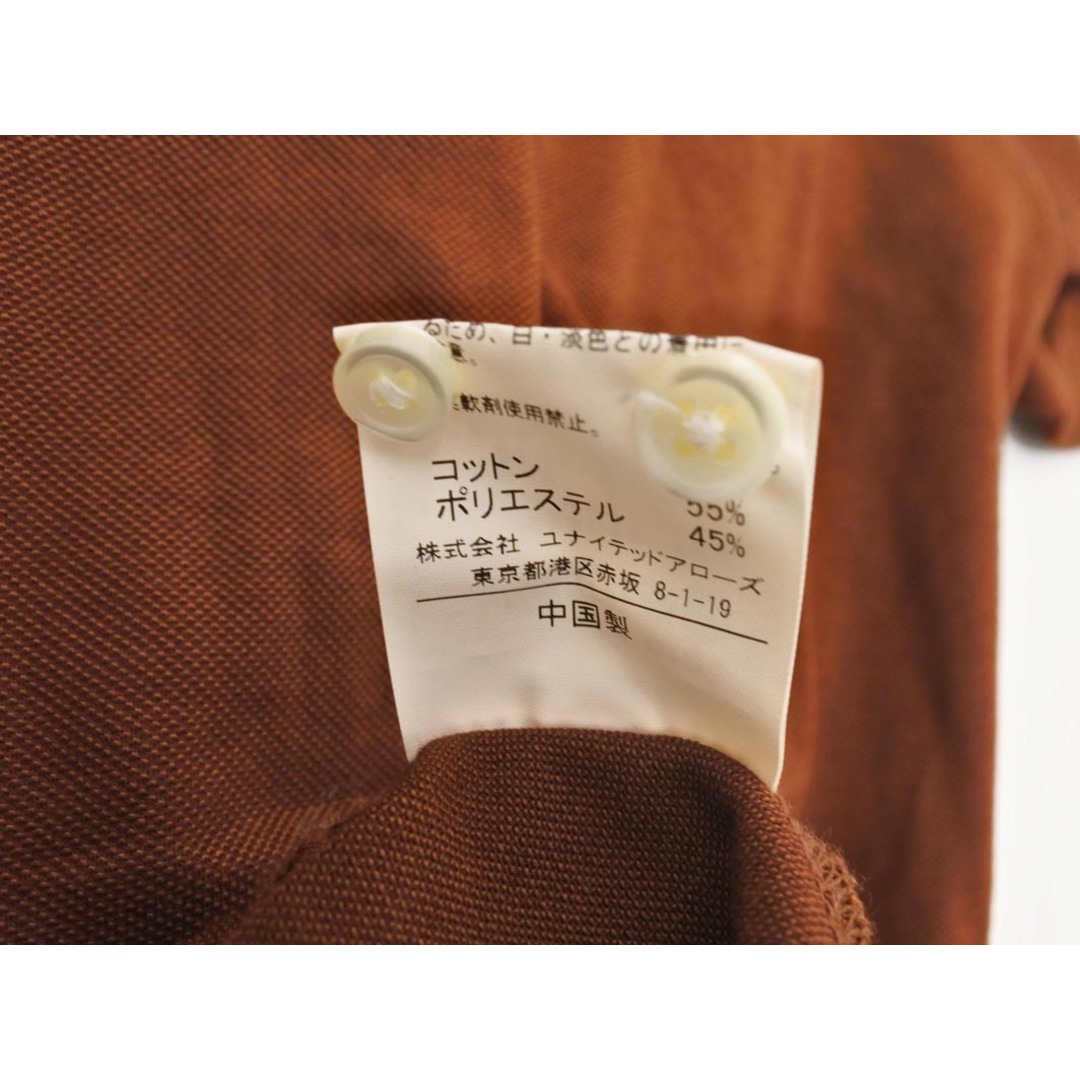 るため、白・淡色との着用に
意。
軟剤使用禁止。
コットン 55%
ポリエステル 45%
株式会社 ユナイテッドアローズ
東京都港区赤坂 8-1-19
中国製